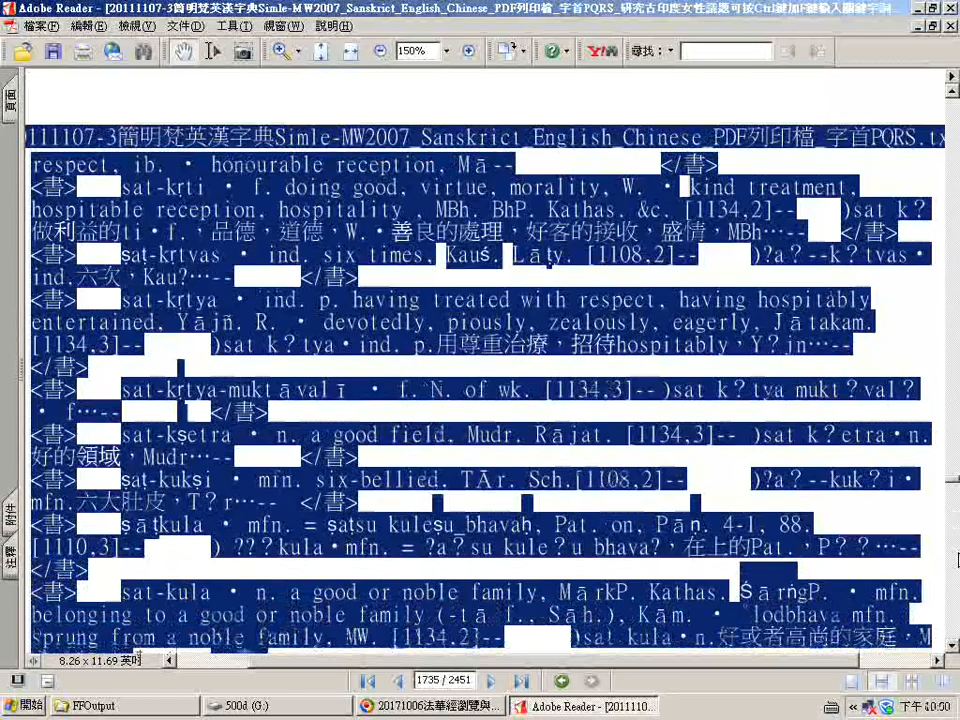 Adobe Reader - [20111107-3簡明梵英漢字典Simle-MW2007_Sanskrict_English_Chinese_PDF列印檔_字首PQRS_研究古印度女性議題可按Ctrl鍵加F鍵輸入關鍵字詞
檔案(F) 編輯(E) 檢視(V) 文件(D) 工具(T) 視窗(W) 說明(H)
150% 尋找：
頁面
111107-3簡明梵英漢字典Simle-MW2007_Sanskrict_English_Chinese_PDF列印檔_字首PQRS.tx
respect, ib. • honourable reception, Mā-- </書>
<書> sat-kṛti • f. doing good, virtue, morality, W. • kind treatment,
hospitable reception, hospitality , MBh. BhP. Kathas. &c. [1134,2]-- )sat k?
做利益的ti•f.，品德，道德，W.•善良的處理，好客的接收，盛情，MBh…-- </書>
<書> ṣaṭ-kṛtvas • ind. six times, Kauś. Lāṭy. [1108,2]-- )?a？--k？tvas•
ind.六次，Kau?…-- </書>
<書> sat-kṛtya • ind. p. having treated with respect, having hospitably
entertained, Yājñ. R. • devotedly, piously, zealously, eagerly, Jātakam.
[1134,3]-- )sat k？tya•ind. p.用尊重治療，招待hospitably，Y？jn…--
</書>
<書> sat-kṛtya-muktāvalī • f. N. of wk. [1134,3]-- )sat k？tya mukt？val？
• f…-- </書>
<書> sat-kṣetra • n. a good field, Mudr. Rājat. [1134,3]-- )sat k？etra•n.
好的領域，Mudr…-- </書>
<書> ṣaṭ-kukṣi • mfn. six-bellied. TĀr. Sch.[1108,2]-- )?a？--kuk？i•
mfn.六大肚皮，T？r…-- </書>
<書> ṣāṭkula • mfn. = ṣaṭsu kuleṣu bhavaḥ, Pat. on, Pāṇ. 4-1, 88.
[1110,3]-- ) ???kula•mfn. = ?a？su kule？u bhava?，在上的Pat.，P？？…--
</書>
<書> sat-kula • n. a good or noble family, MārkP. Kathas. ŚārṅgP. • mfn.
belonging to a good or noble family (-tā f., Sāh.), Kām. • °lodbhava mfn.
sprung from a noble family, MW. [1134,2]-- )sat kula•n.好或者高尚的家庭，M
附件
注釋
8.26 x 11.69 英吋
1735 / 2451
開始 FFOutput 500d (G:) 20171006法華經瀏覽與... Adobe Reader - [2011110... 下午 10:00